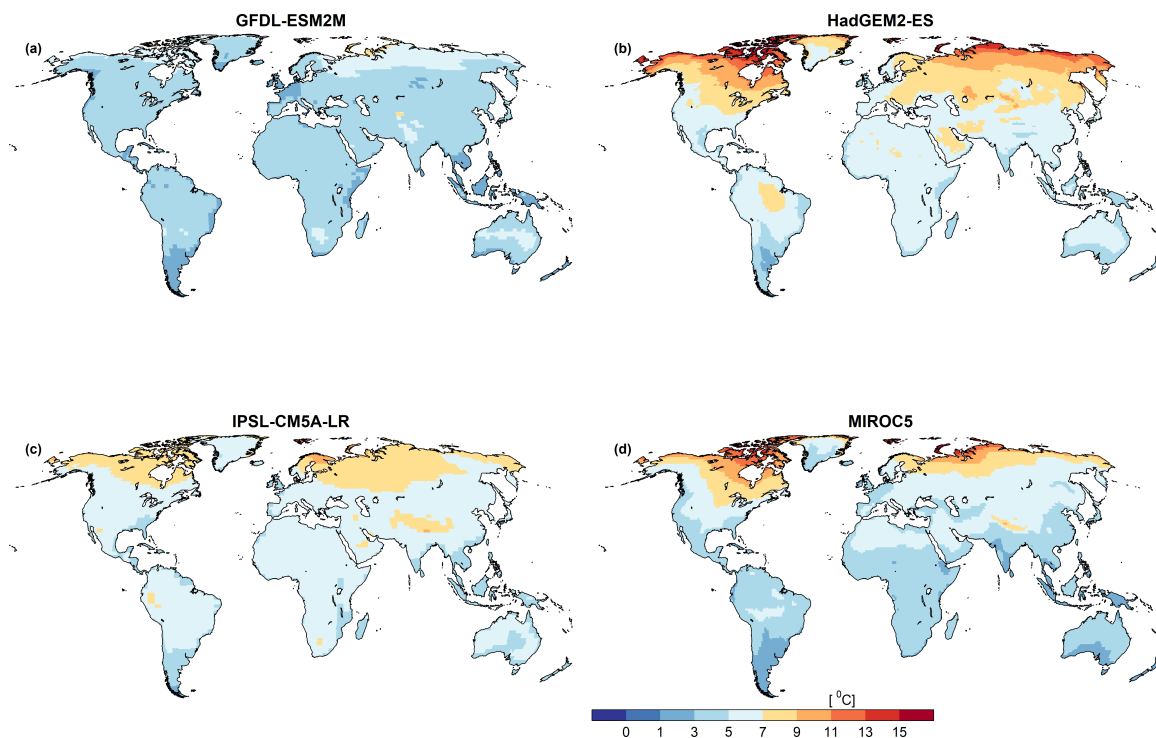 GFDL-ESM2M
HadGEM2-ES
(a)
(b)
IPSL-CM5A-LR
MIROC5
(c)
(d)
[ ⁰C]
0 1 3 5 7 9 11 13 15